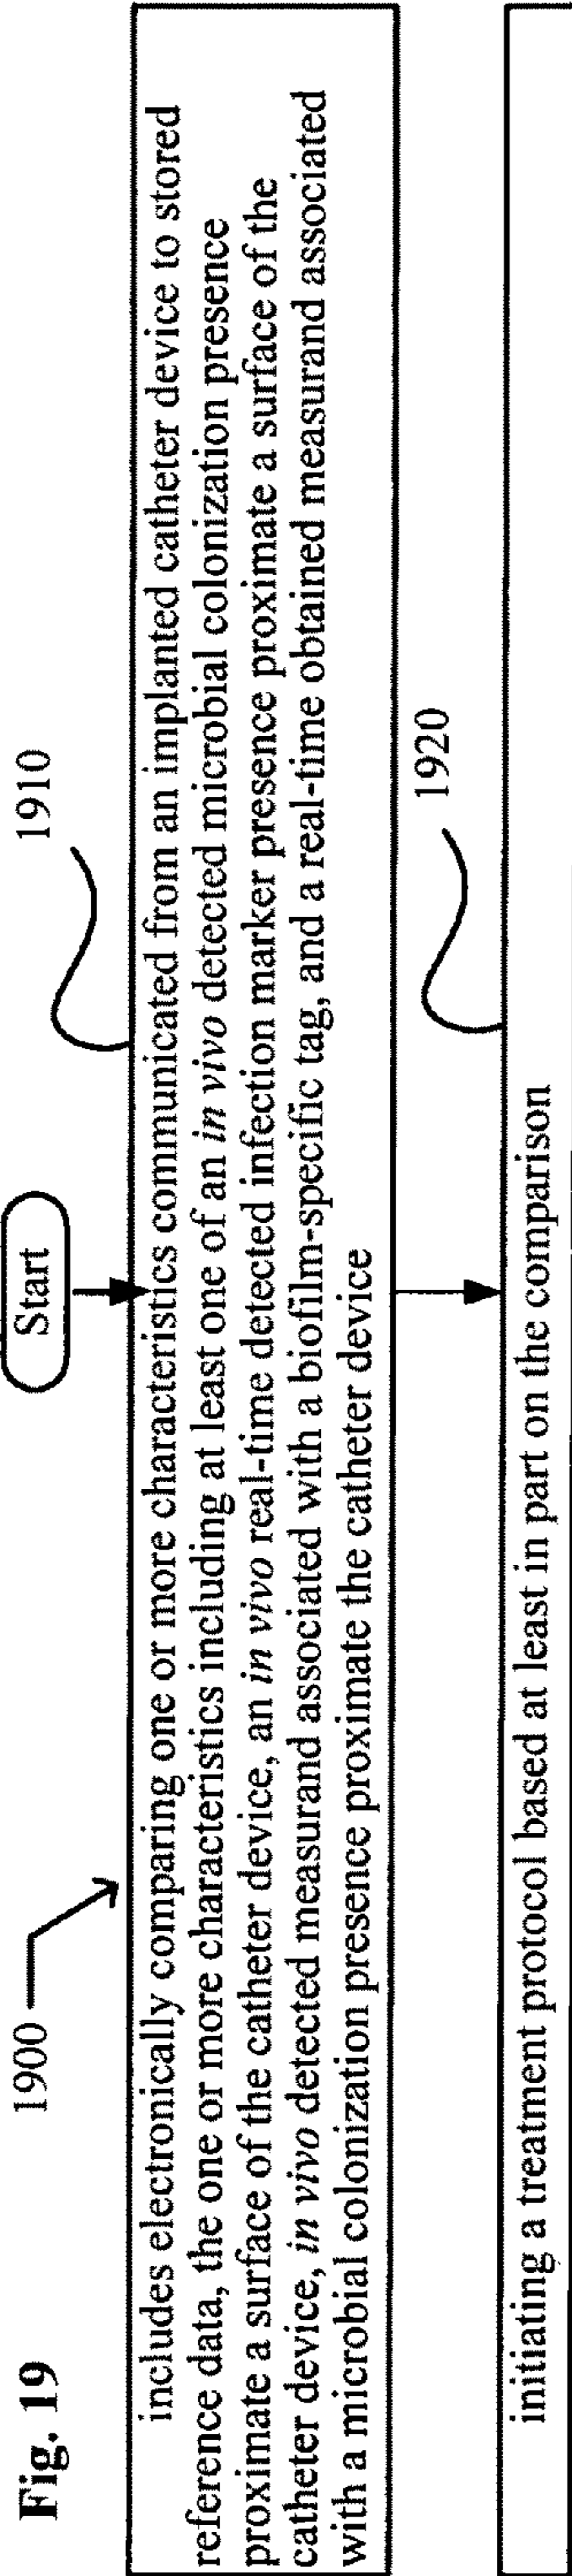 Fig. 19
1900
Start
1910
includes electronically comparing one or more characteristics communicated from an implanted catheter device to stored
reference data, the one or more characteristics including at least one of an in vivo detected microbial colonization presence
proximate a surface of the catheter device, an in vivo real-time detected infection marker presence proximate a surface of the
catheter device, in vivo detected measurand associated with a biofilm-specific tag, and a real-time obtained measurand associated
with a microbial colonization presence proximate the catheter device
1920
initiating a treatment protocol based at least in part on the comparison